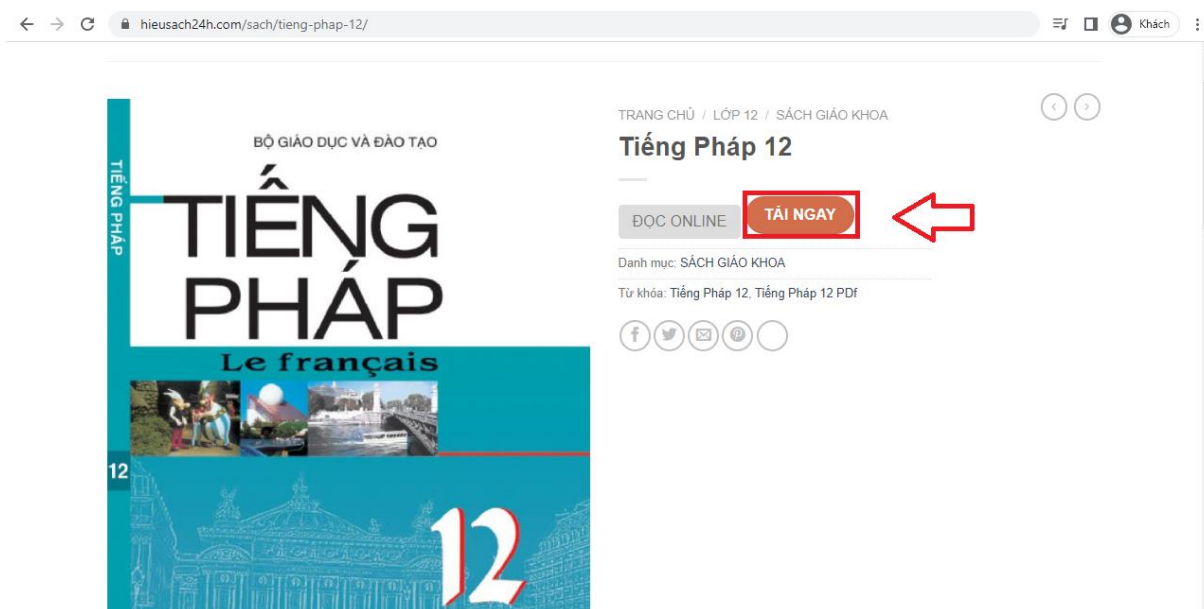 hieusach24h.com/sach/tieng-phap-12/
Khách
TRANG CHỦ / LỚP 12 / SÁCH GIÁO KHOA
Tiếng Pháp 12
ĐỌC ONLINE
TẢI NGAY
Danh mục: SÁCH GIÁO KHOA
Từ khóa: Tiếng Pháp 12, Tiếng Pháp 12 PDf
BỘ GIÁO DỤC VÀ ĐÀO TẠO
TIẾNG PHÁP
TIẾNG
PHÁP
Le français
12
12